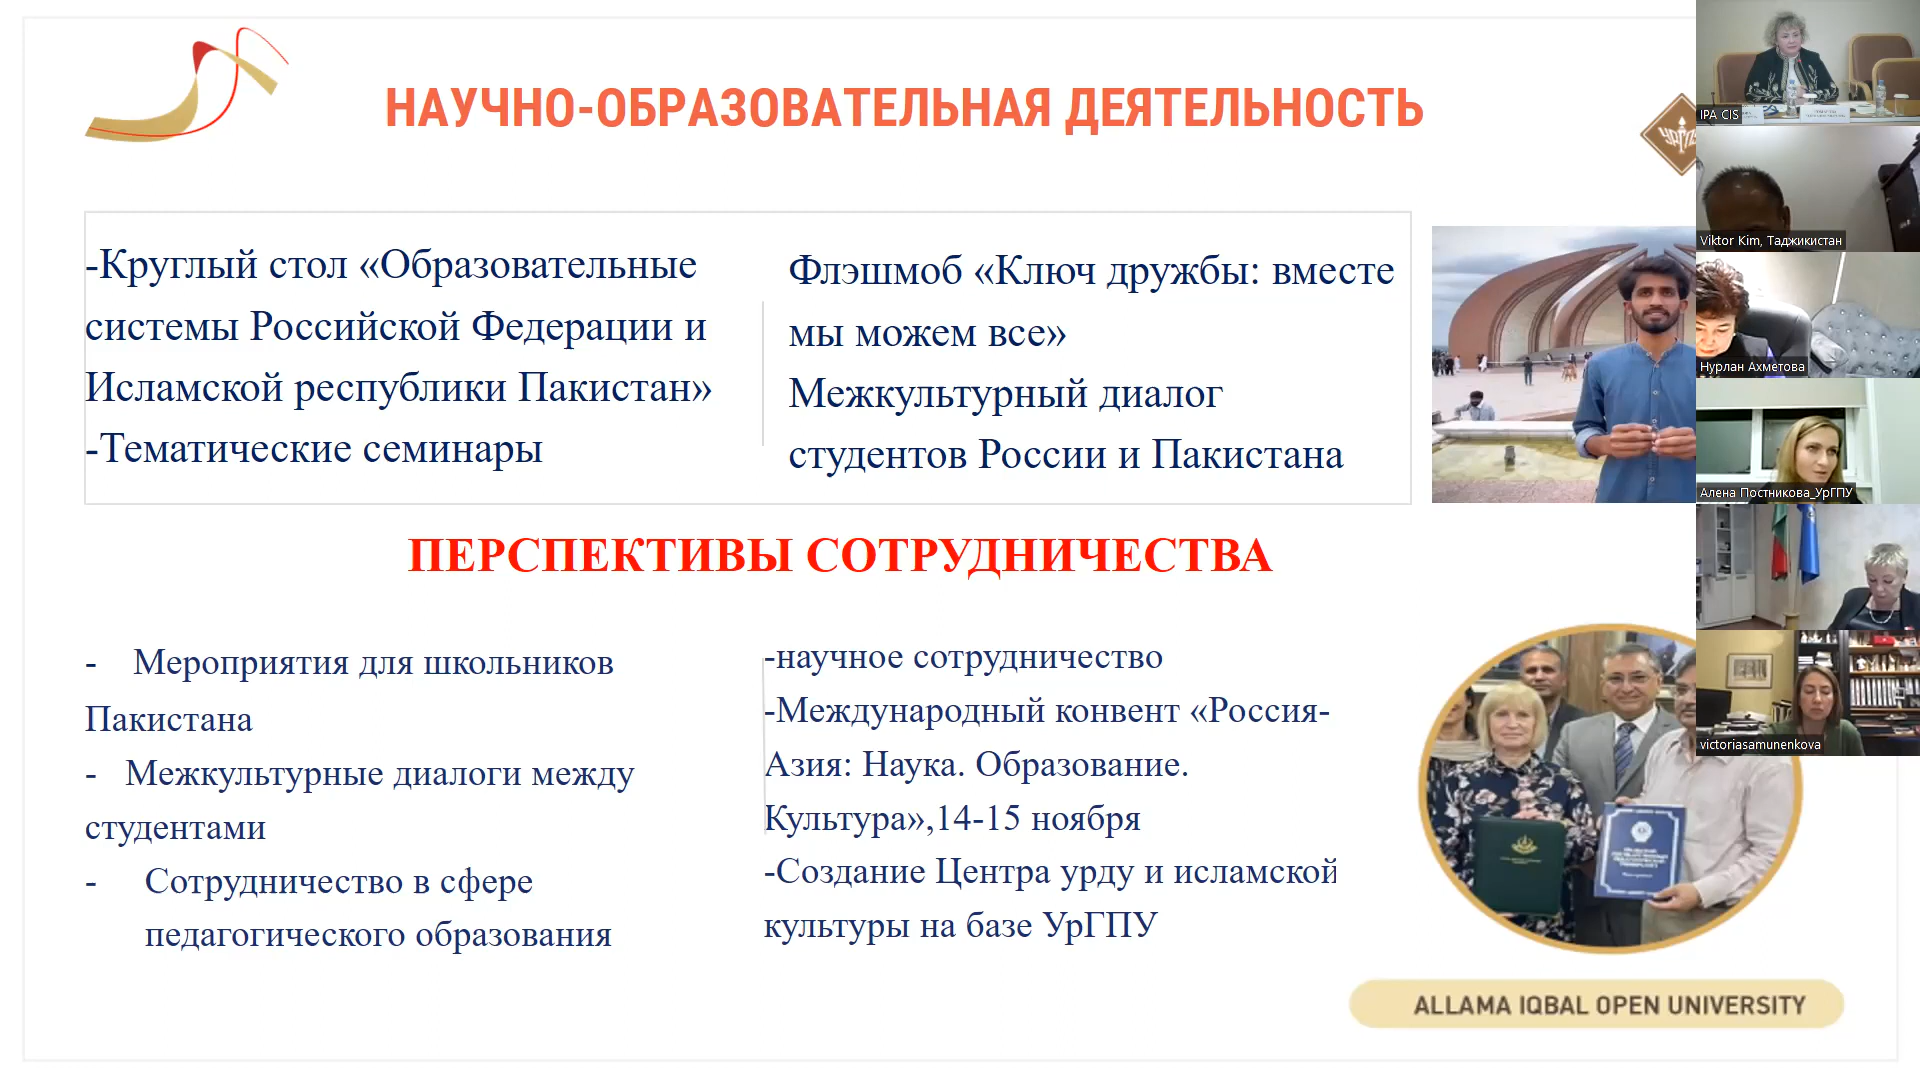 НАУЧНО-ОБРАЗОВАТЕЛЬНАЯ ДЕЯТЕЛЬНОСТЬ
-Круглый стол «Образовательные
системы Российской Федерации и
Исламской республики Пакистан»
-Тематические семинары
Флэшмоб «Ключ дружбы: вместе
мы можем все»
Межкультурный диалог
студентов России и Пакистана
ПЕРСПЕКТИВЫ СОТРУДНИЧЕСТВА
- Мероприятия для школьников
Пакистана
- Межкультурные диалоги между
студентами
- Сотрудничество в сфере
педагогического образования
-научное сотрудничество
-Международный конвент «Россия-
Азия: Наука. Образование.
Культура»,14-15 ноября
-Создание Центра урду и исламской
культуры на базе УрГПУ
ALLAMA IQBAL OPEN UNIVERSITY
IPA CIS
Viktor Kim, Таджикистан
Нурлан Ахметова
Алена Постникова_УрГПУ
victoriasamunenkova